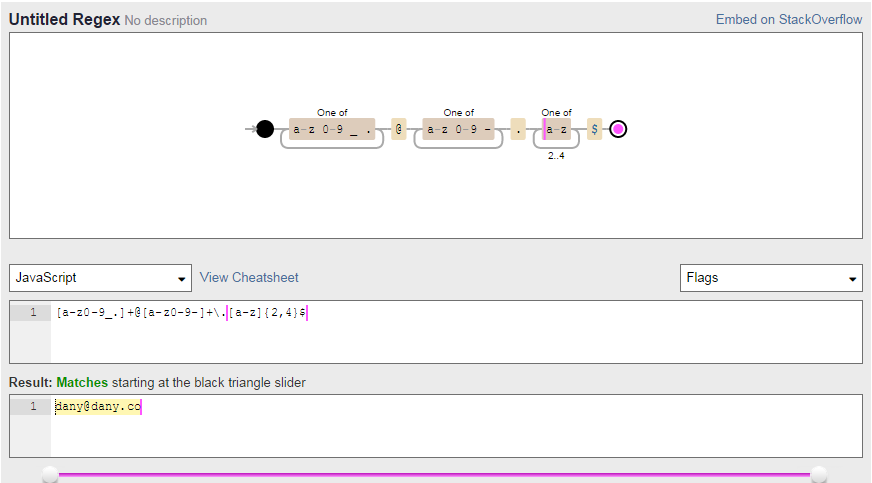 Untitled Regex No description Embed on StackOverflow
One of One of One of
a-z 0-9 _ . @ a-z 0-9 - . a-z $
2..4
JavaScript View Cheatsheet Flags
1 [a-z0-9_.]+@[a-z0-9-]+\.[a-z]{2,4}$
Result: Matches starting at the black triangle slider
1 dany@dany.co